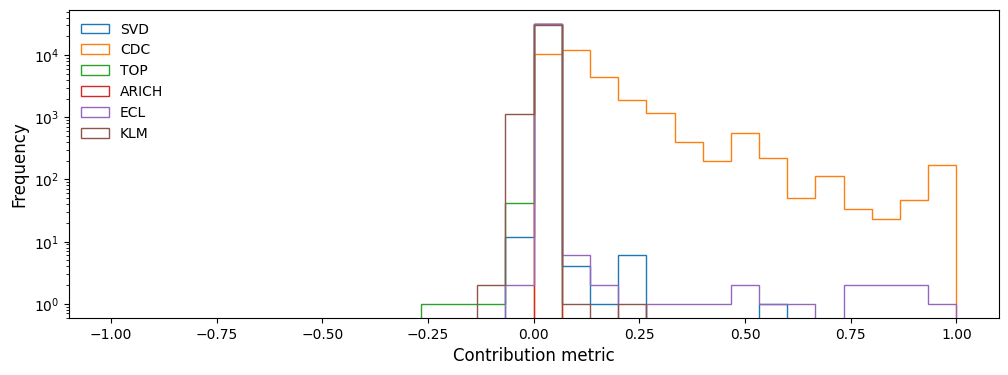 SVD
CDC
TOP
ARICH
ECL
KLM
Frequency
10⁴
10³
10²
10¹
10⁰
−1.00 −0.75 −0.50 −0.25 0.00 0.25 0.50 0.75 1.00
Contribution metric